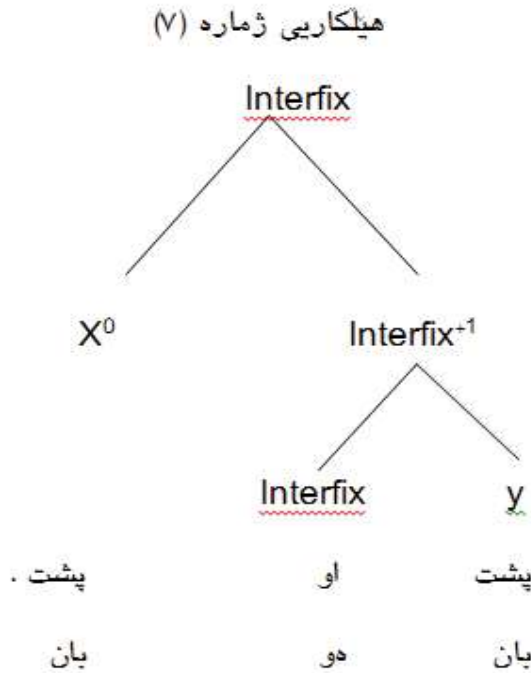 هێڵکاریی ژمارە (٧)
Interfix
X⁰ Interfix⁺¹
Interfix y
پشت او پشت .
بان ەو بان